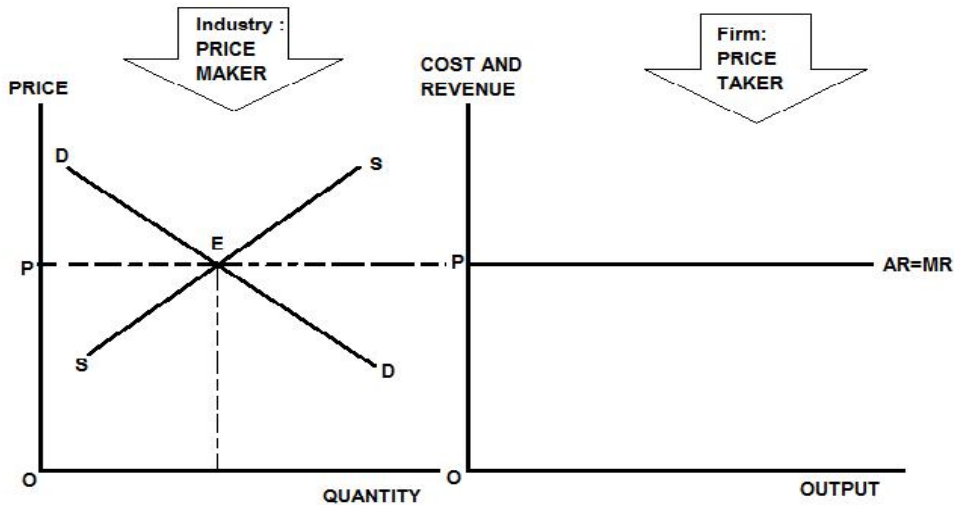 Industry :
PRICE
MAKER
Firm:
PRICE
TAKER
PRICE
COST AND
REVENUE
D
S
E
P
P
AR=MR
S
D
O
O
QUANTITY
OUTPUT